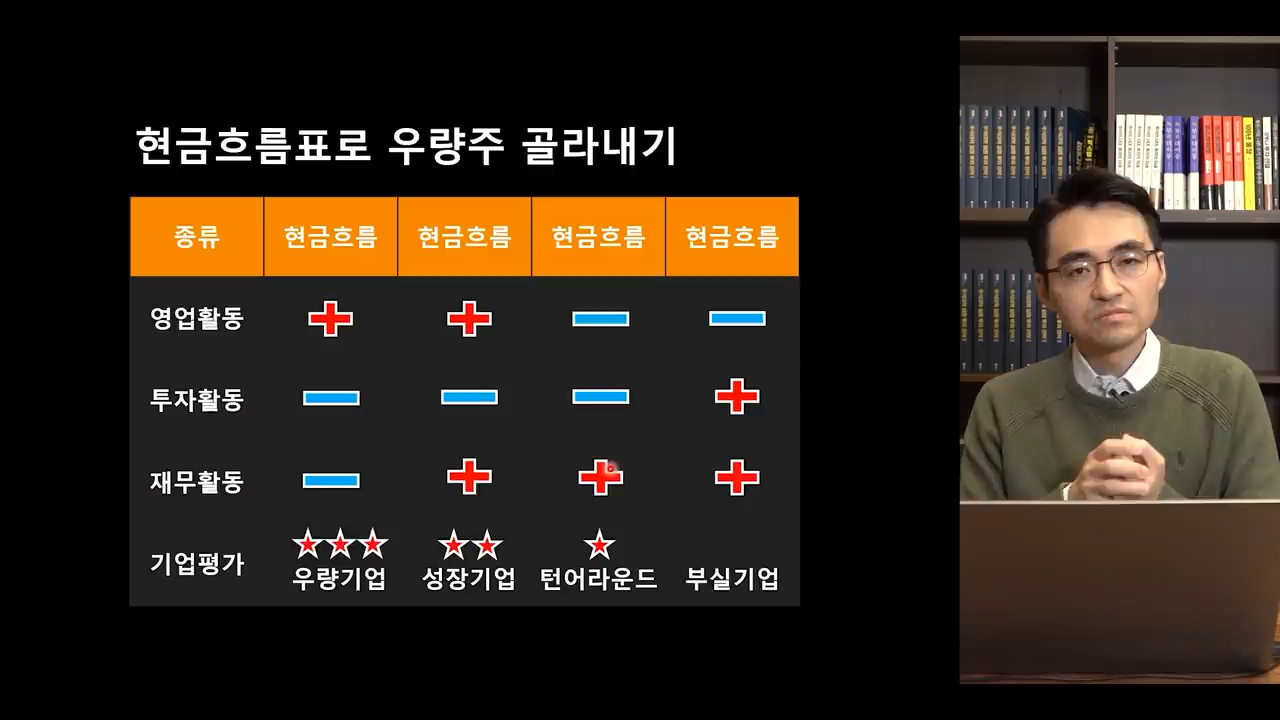 현금흐름표로 우량주 골라내기
종류 현금흐름 현금흐름 현금흐름 현금흐름
영업활동
투자활동
재무활동
기업평가 우량기업 성장기업 턴어라운드 부실기업